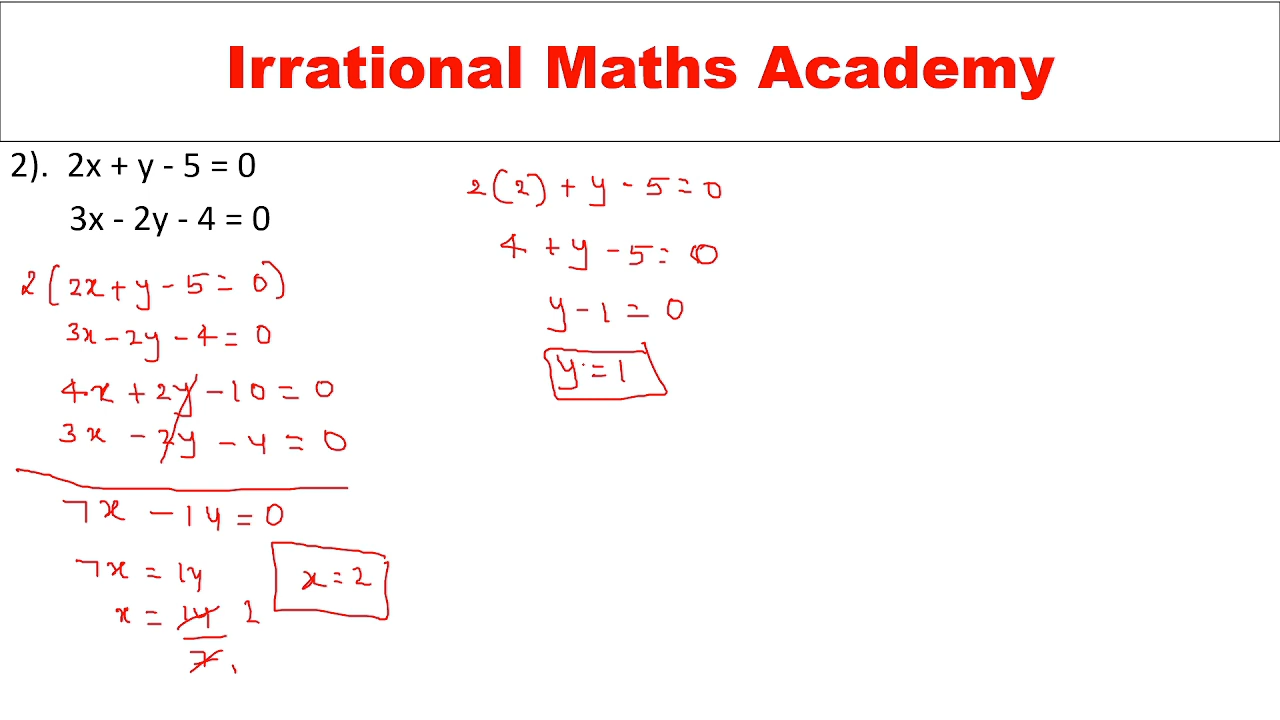 Irrational Maths Academy
2). 2x + y - 5 = 0
3x - 2y - 4 = 0
2(2x + y - 5 = 0)
3x - 2y - 4 = 0
4x + 2y - 10 = 0
3x - 2y - 4 = 0
7x - 14 = 0
7x = 14
x = 14 2
7
x = 2
2(2) + y - 5 = 0
4 + y - 5 = 0
y - 1 = 0
y = 1